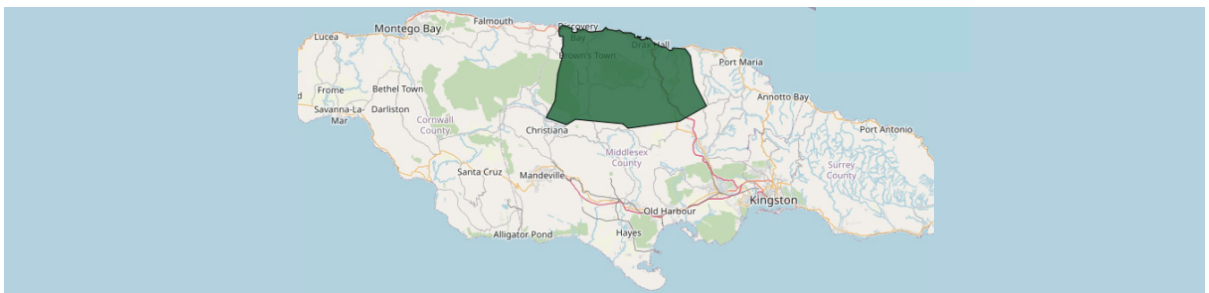 Montego Bay
Falmouth
Discovery
Bay
Lucea
Drax Hall
Brown's Town
Port Maria
Frome
Bethel Town
Annotto Bay
Savanna-La-
Mar
Darliston
Cornwall
County
Christiana
Port Antonio
Middlesex
County
Surrey
County
Santa Cruz
Mandeville
Kingston
Old Harbour
Alligator Pond
Hayes